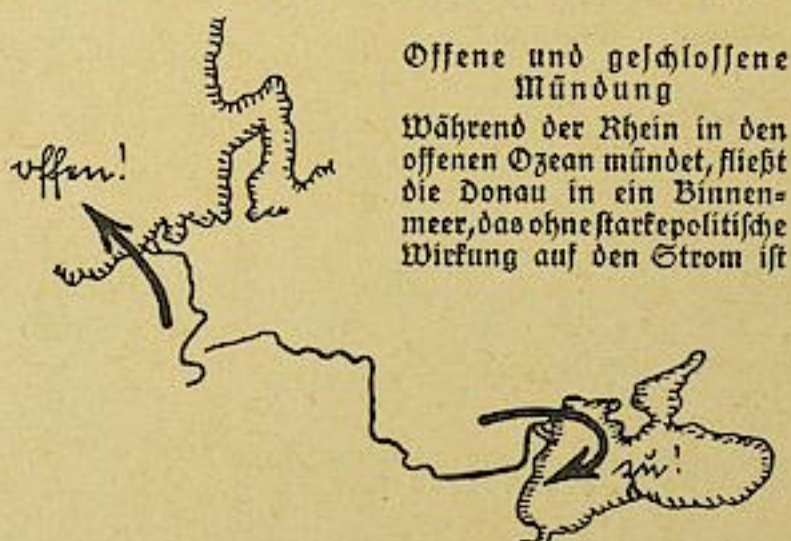 Offene und geschlossene
Mündung
Während der Rhein in den
offenen Ozean mündet, fließt
die Donau in ein Binnen=
meer, das ohne starke politische
Wirkung auf den Strom ist
offen!
zu!